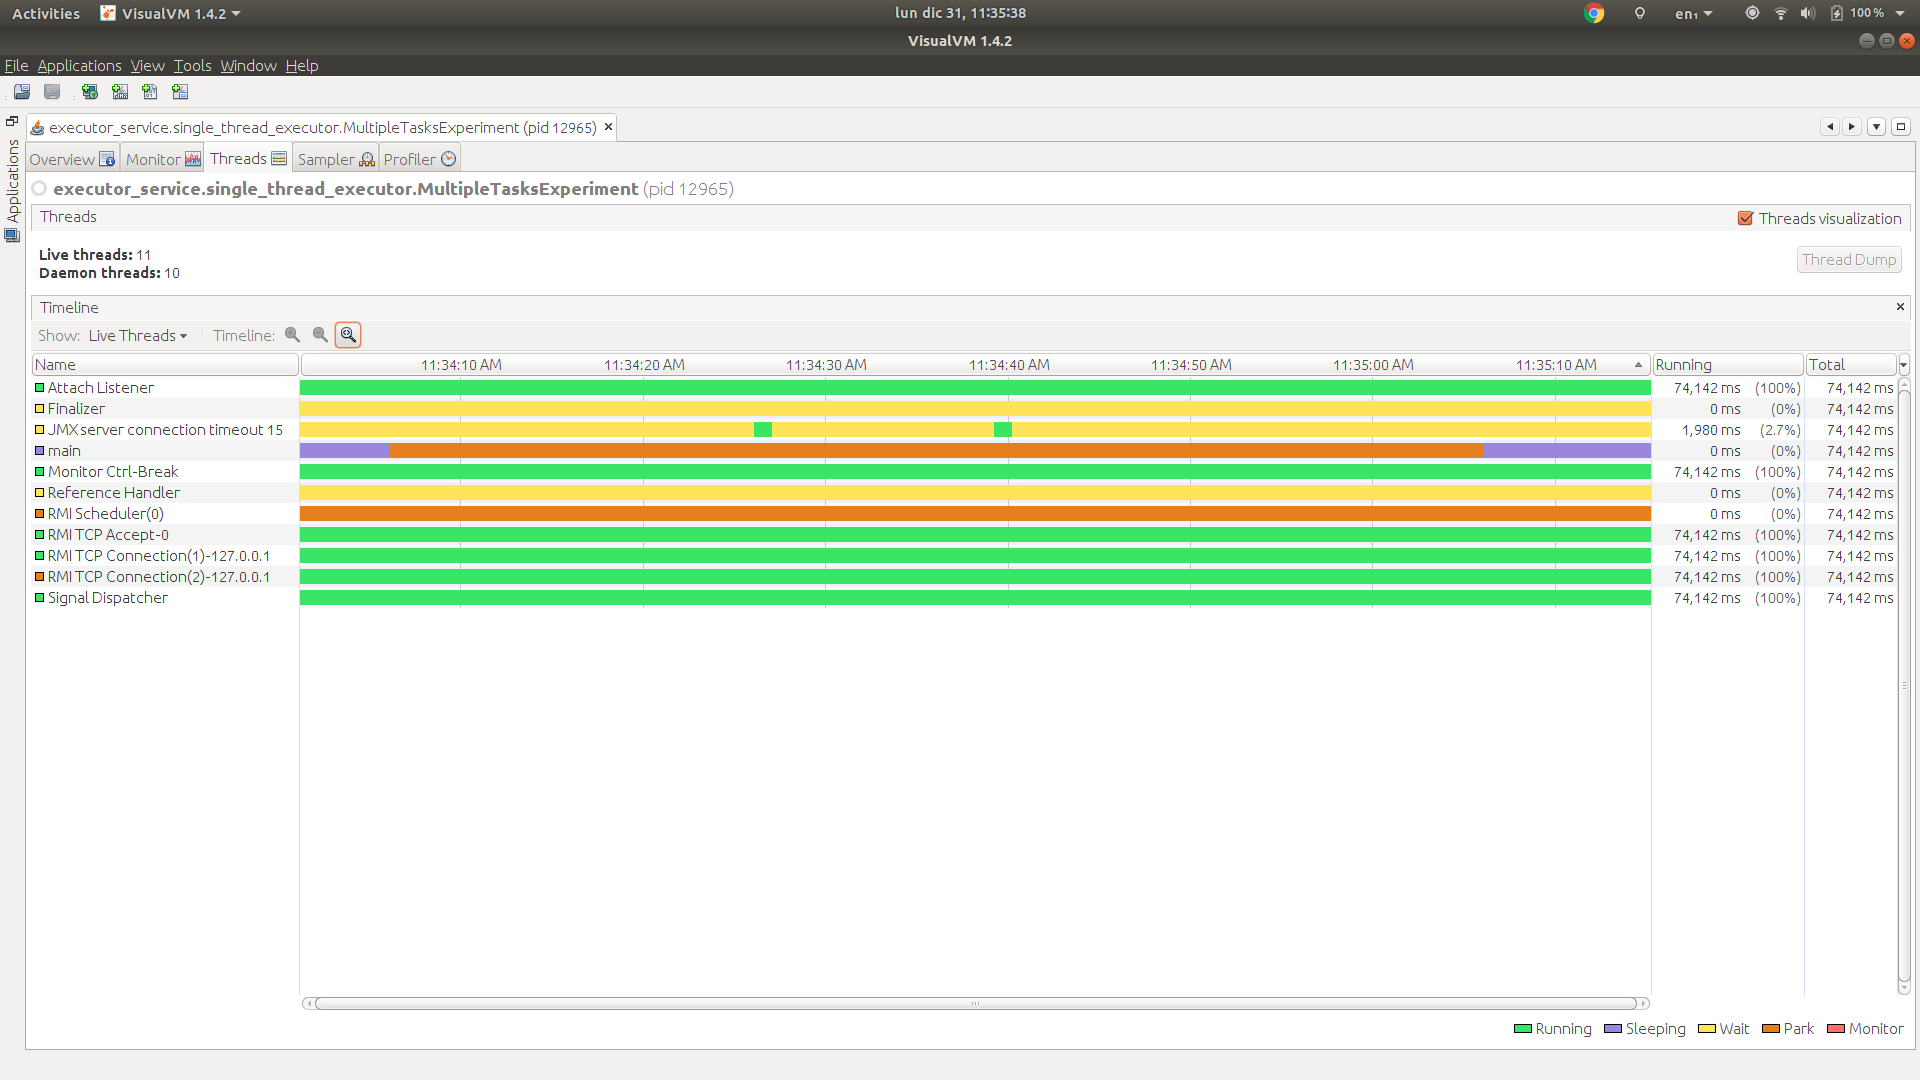 Activities VisualVM 1.4.2 lun dic 31, 11:35:38 en₁ 100 %
VisualVM 1.4.2
File Applications View Tools Window Help
Applications
executor_service.single_thread_executor.MultipleTasksExperiment (pid 12965)
Overview Monitor Threads Sampler Profiler
executor_service.single_thread_executor.MultipleTasksExperiment (pid 12965)
Threads Threads visualization
Live threads: 11
Daemon threads: 10
Thread Dump
Timeline
Show: Live Threads Timeline:
Name 11:34:10 AM 11:34:20 AM 11:34:30 AM 11:34:40 AM 11:34:50 AM 11:35:00 AM 11:35:10 AM Running Total
Attach Listener 74,142 ms (100%) 74,142 ms
Finalizer 0 ms (0%) 74,142 ms
JMX server connection timeout 15 1,980 ms (2.7%) 74,142 ms
main 0 ms (0%) 74,142 ms
Monitor Ctrl-Break 74,142 ms (100%) 74,142 ms
Reference Handler 0 ms (0%) 74,142 ms
RMI Scheduler(0) 0 ms (0%) 74,142 ms
RMI TCP Accept-0 74,142 ms (100%) 74,142 ms
RMI TCP Connection(1)-127.0.0.1 74,142 ms (100%) 74,142 ms
RMI TCP Connection(2)-127.0.0.1 74,142 ms (100%) 74,142 ms
Signal Dispatcher 74,142 ms (100%) 74,142 ms
Running Sleeping Wait Park Monitor